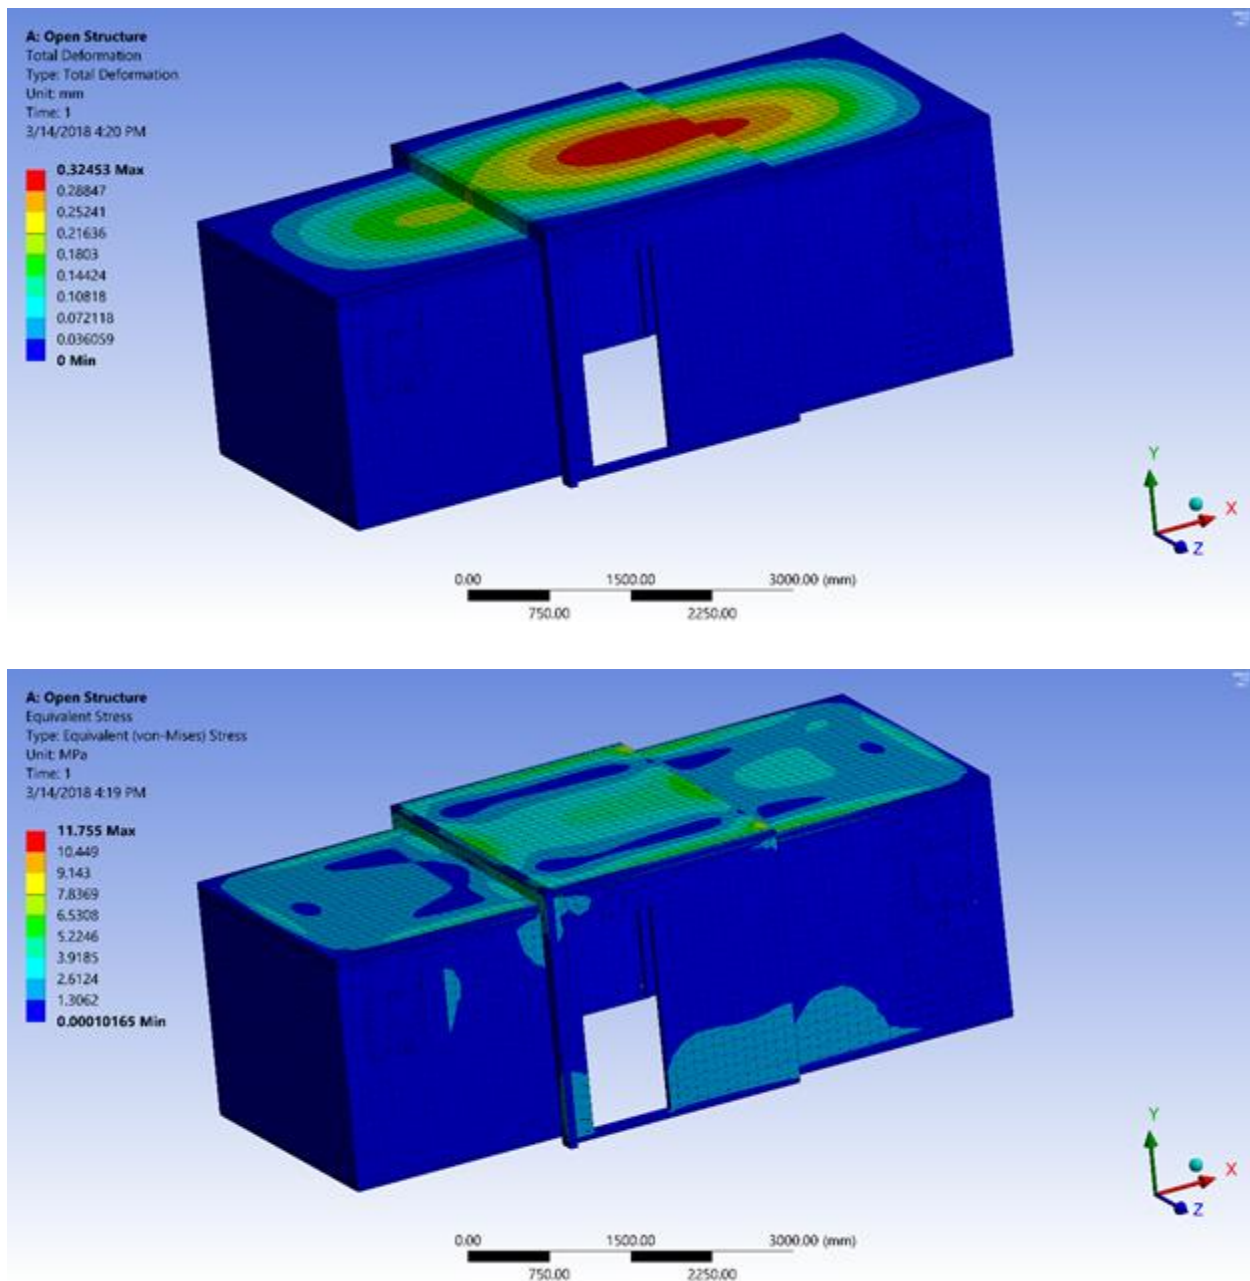 A: Open Structure
Total Deformation
Type: Total Deformation
Unit: mm
Time: 1
3/14/2018 4:20 PM
0.32453 Max
0.28847
0.25241
0.21636
0.1803
0.14424
0.10818
0.072118
0.036059
0 Min
Y
X
Z
0.00 1500.00 3000.00 (mm)
750.00 2250.00
A: Open Structure
Equivalent Stress
Type: Equivalent (von-Mises) Stress
Unit: MPa
Time: 1
3/14/2018 4:19 PM
11.755 Max
10.449
9.143
7.8369
6.5308
5.2246
3.9185
2.6124
1.3062
0.00010165 Min
Y
X
Z
0.00 1500.00 3000.00 (mm)
750.00 2250.00